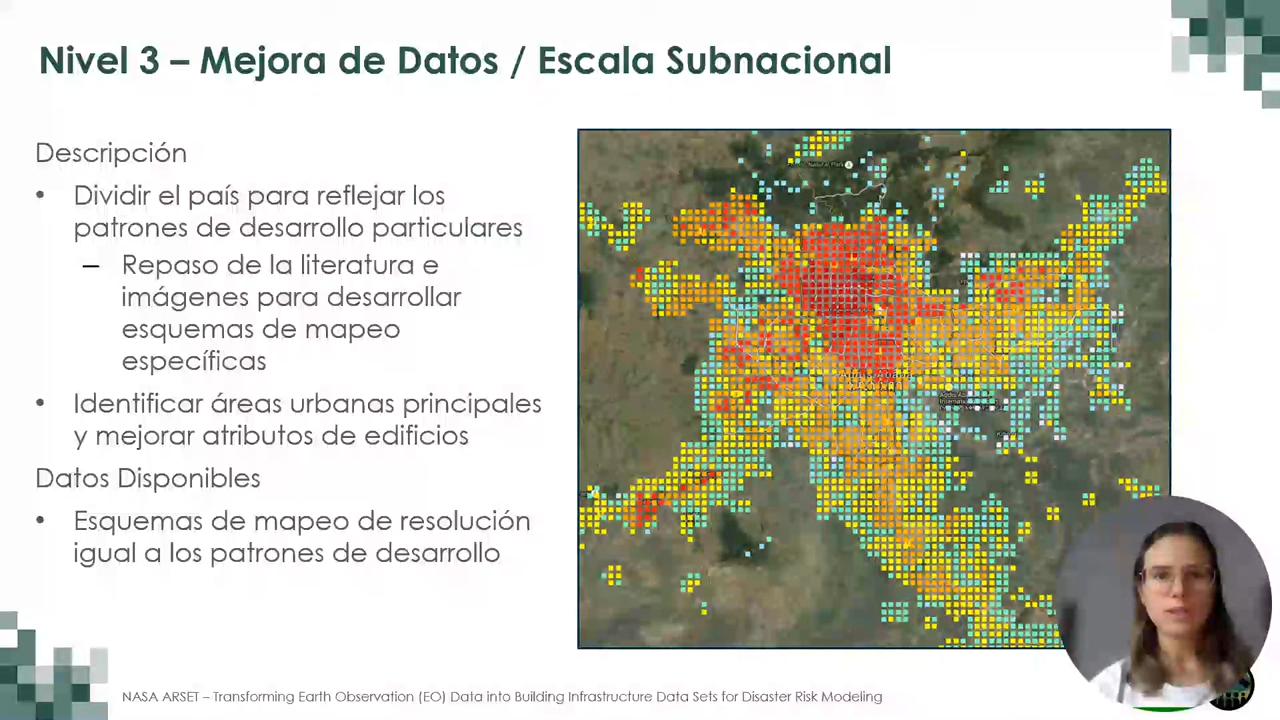 Nivel 3 – Mejora de Datos / Escala Subnacional
Descripción
• Dividir el país para reflejar los
patrones de desarrollo particulares
– Repaso de la literatura e
imágenes para desarrollar
esquemas de mapeo
específicas
• Identificar áreas urbanas principales
y mejorar atributos de edificios
Datos Disponibles
• Esquemas de mapeo de resolución
igual a los patrones de desarrollo
Natural Park
NASA ARSET – Transforming Earth Observation (EO) Data into Building Infrastructure Data Sets for Disaster Risk Modeling